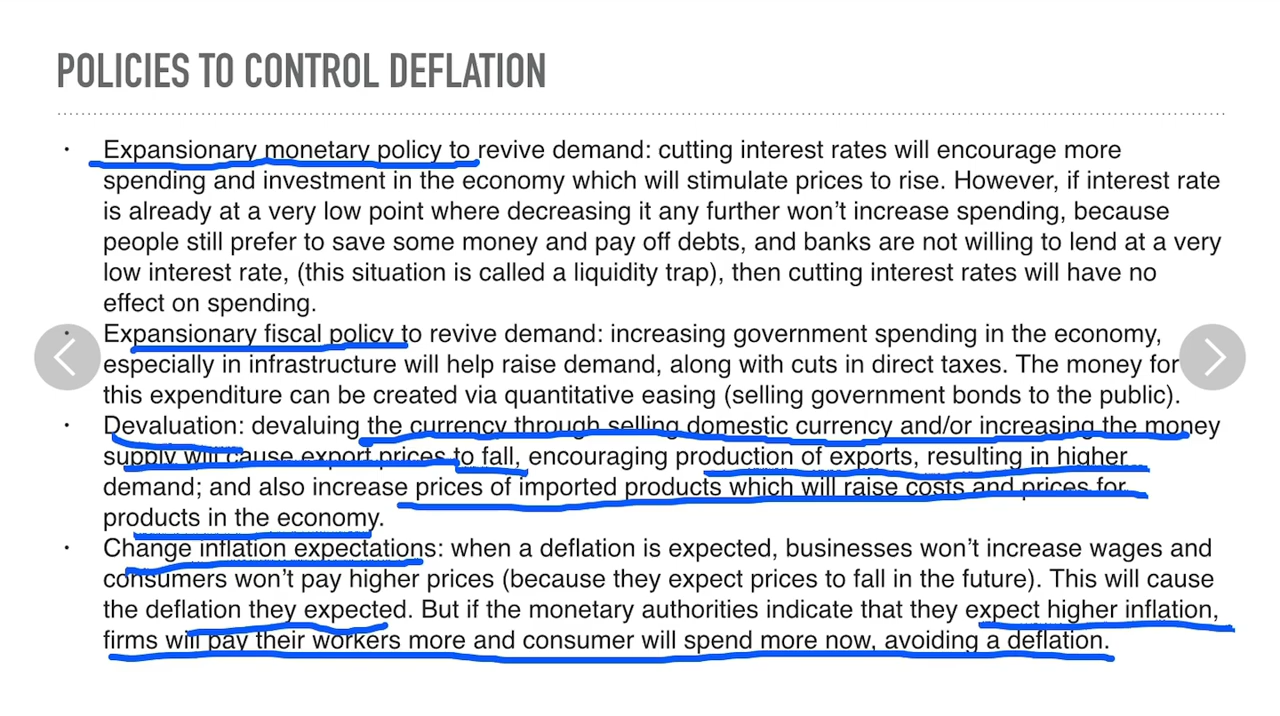 POLICIES TO CONTROL DEFLATION
· Expansionary monetary policy to revive demand: cutting interest rates will encourage more
spending and investment in the economy which will stimulate prices to rise. However, if interest rate
is already at a very low point where decreasing it any further won’t increase spending, because
people still prefer to save some money and pay off debts, and banks are not willing to lend at a very
low interest rate, (this situation is called a liquidity trap), then cutting interest rates will have no
effect on spending.
· Expansionary fiscal policy to revive demand: increasing government spending in the economy,
especially in infrastructure will help raise demand, along with cuts in direct taxes. The money for
this expenditure can be created via quantitative easing (selling government bonds to the public).
· Devaluation: devaluing the currency through selling domestic currency and/or increasing the money
supply will cause export prices to fall, encouraging production of exports, resulting in higher
demand; and also increase prices of imported products which will raise costs and prices for
products in the economy.
· Change inflation expectations: when a deflation is expected, businesses won’t increase wages and
consumers won’t pay higher prices (because they expect prices to fall in the future). This will cause
the deflation they expected. But if the monetary authorities indicate that they expect higher inflation,
firms will pay their workers more and consumer will spend more now, avoiding a deflation.